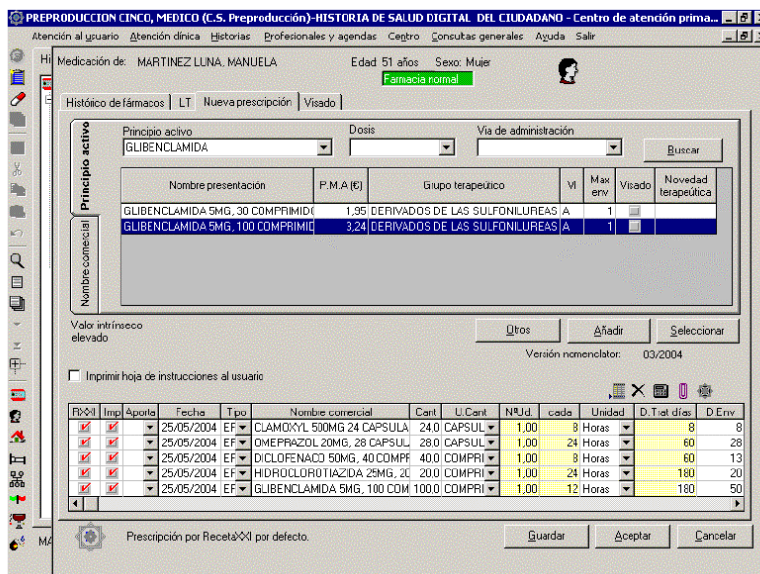 PREPRODUCCION CINCO, MEDICO (C.S. Preproducción)-HISTORIA DE SALUD DIGITAL DEL CIUDADANO - Centro de atención prima...
Atención al usuario Atención clínica Historias Profesionales y agendas Centro Consultas generales Ayuda Salir
Hi
Medicación de: MARTINEZ LUNA, MANUELA Edad 51 años Sexo: Mujer
Farmacia normal
Histórico de fármacos LT Nueva prescripción Visado
Principio activo
Nombre comercial
Principio activo Dosis Via de administración
GLIBENCLAMIDA Buscar
Nombre presentación P.M.A (€) Grupo terapeútico VI Max env Visado Novedad terapeútica
GLIBENCLAMIDA 5MG, 30 COMPRIMIDO 1,95 DERIVADOS DE LAS SULFONILUREAS A 1
GLIBENCLAMIDA 5MG, 100 COMPRIMID 3,24 DERIVADOS DE LAS SULFONILUREAS A 1
Valor intrínseco elevado
Otros Añadir Seleccionar
Versión nomenclator: 03/2004
Imprimir hoja de instrucciones al usuario
RXXI Imp Aporta Fecha Tipo Nombre comercial Cant U.Cant NºUd. cada Unidad D.Trat días D.Env
25/05/2004 EF CLAMOXYL 500MG 24 CAPSULA 24,0 CAPSUL 1,00 8 Horas 8 8
25/05/2004 EF OMEPRAZOL 20MG, 28 CAPSUL 28,0 CAPSUL 1,00 24 Horas 60 28
25/05/2004 EF DICLOFENACO 50MG, 40 COMPF 40,0 COMPRI 1,00 8 Horas 60 13
25/05/2004 EF HIDROCLOROTIAZIDA 25MG, 20 20,0 COMPRI 1,00 24 Horas 180 20
25/05/2004 EF GLIBENCLAMIDA 5MG, 100 COM 100,0 COMPRI 1,00 12 Horas 180 50
MA
Prescripción por RecetaXXI por defecto. Guardar Aceptar Cancelar